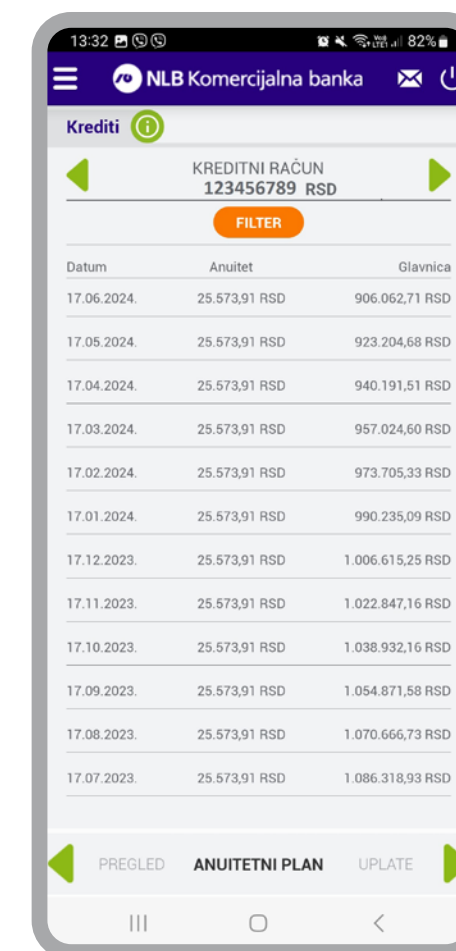 13:32 82%
NLB Komercijalna banka
Krediti
KREDITNI RAČUN
123456789 RSD
FILTER
Datum Anuitet Glavnica
17.06.2024. 25.573,91 RSD 906.062,71 RSD
17.05.2024. 25.573,91 RSD 923.204,68 RSD
17.04.2024. 25.573,91 RSD 940.191,51 RSD
17.03.2024. 25.573,91 RSD 957.024,60 RSD
17.02.2024. 25.573,91 RSD 973.705,33 RSD
17.01.2024. 25.573,91 RSD 990.235,09 RSD
17.12.2023. 25.573,91 RSD 1.006.615,25 RSD
17.11.2023. 25.573,91 RSD 1.022.847,16 RSD
17.10.2023. 25.573,91 RSD 1.038.932,16 RSD
17.09.2023. 25.573,91 RSD 1.054.871,58 RSD
17.08.2023. 25.573,91 RSD 1.070.666,73 RSD
17.07.2023. 25.573,91 RSD 1.086.318,93 RSD
PREGLED ANUITETNI PLAN UPLATE